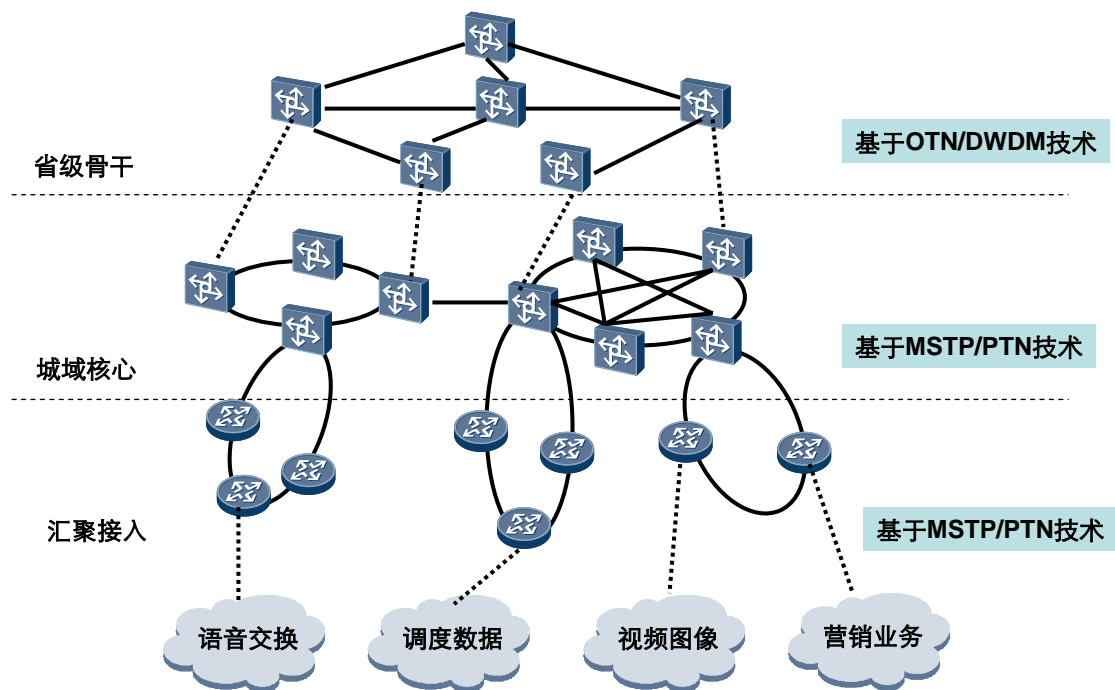 基于OTN/DWDM技术
省级骨干
基于MSTP/PTN技术
城域核心
汇聚接入
基于MSTP/PTN技术
语音交换
调度数据
视频图像
营销业务